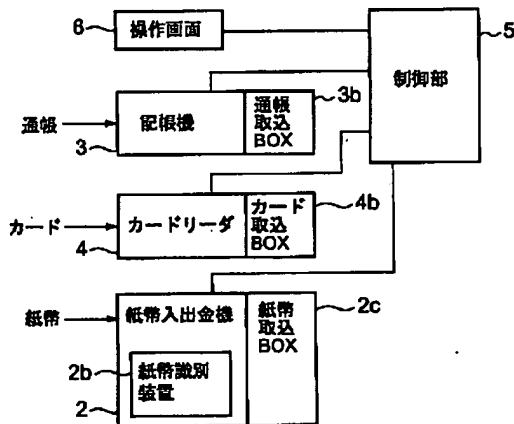 6
操作画面
5
制御部
3b
通帳
記帳機
通帳
取込
BOX
3
カード
カードリーダ
カード
取込
BOX
4b
4
紙幣
紙幣入出金機
紙幣
取込
BOX
2c
2b
紙幣識別
装置
2